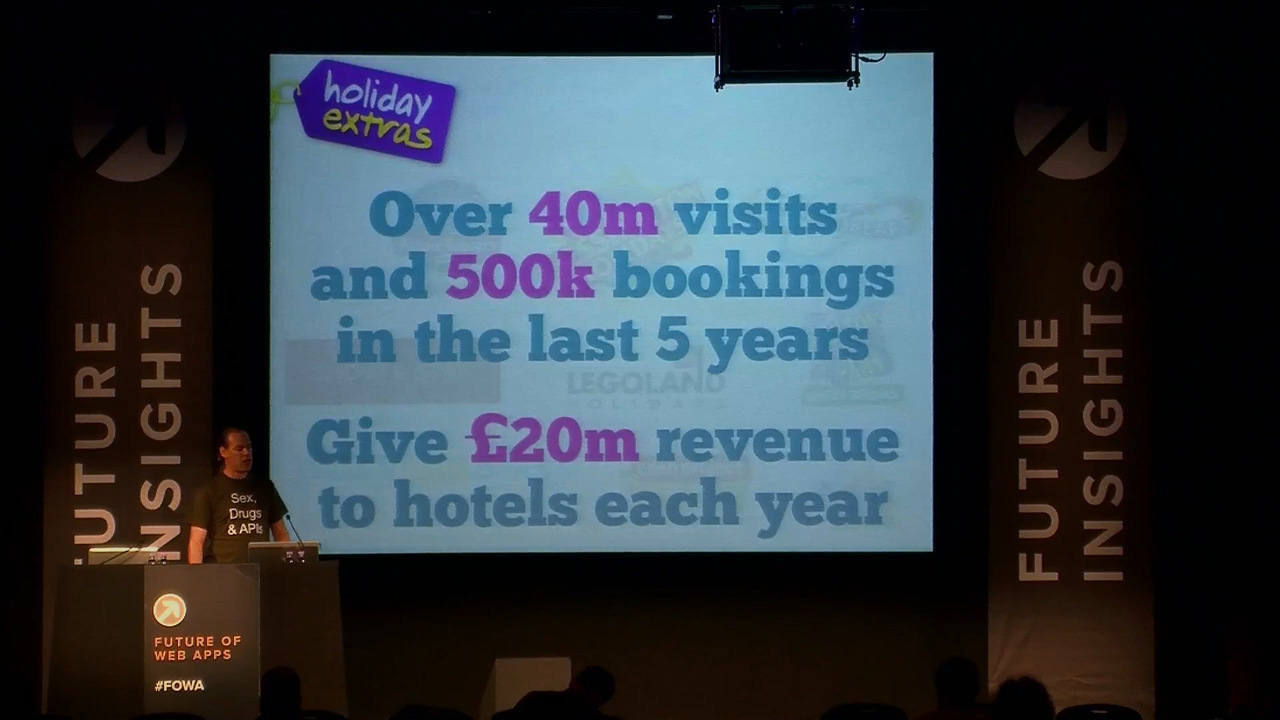 holiday
extras
Over 40m visits
and 500k bookings
in the last 5 years
LEGOLAND
HOLIDAYS
Give £20m revenue
to hotels each year
FUTURE
INSIGHTS
Sex,
Drugs
& APIs
FUTURE OF
WEB APPS
#FOWA
FUTURE
INSIGHTS